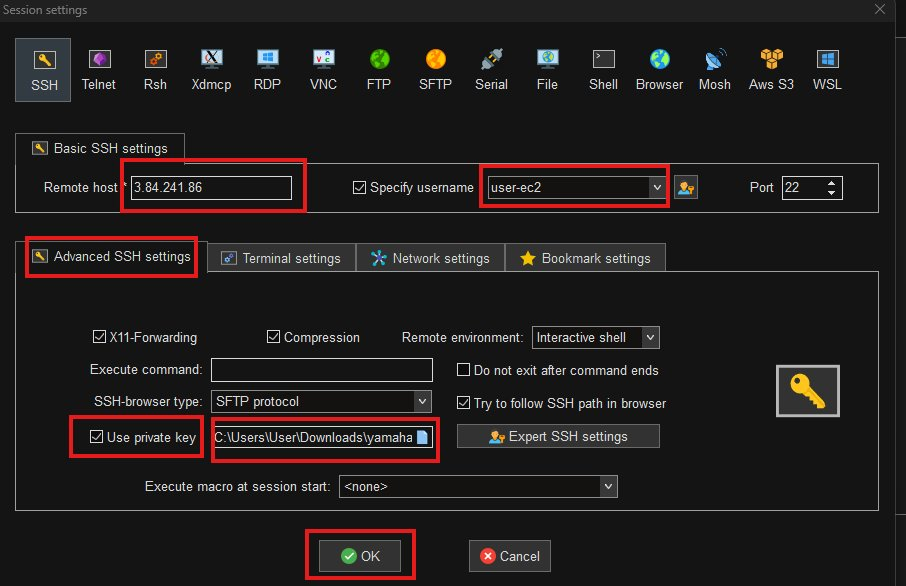 Session settings
SSH Telnet Rsh Xdmcp RDP VNC FTP SFTP Serial File Shell Browser Mosh Aws S3 WSL
Basic SSH settings
Remote host * 3.84.241.86 Specify username user-ec2 Port 22
Advanced SSH settings Terminal settings Network settings Bookmark settings
X11-Forwarding Compression Remote environment: Interactive shell
Execute command: Do not exit after command ends
SSH-browser type: SFTP protocol Try to follow SSH path in browser
Use private key C:\Users\User\Downloads\yamaha Expert SSH settings
Execute macro at session start: <none>
OK Cancel